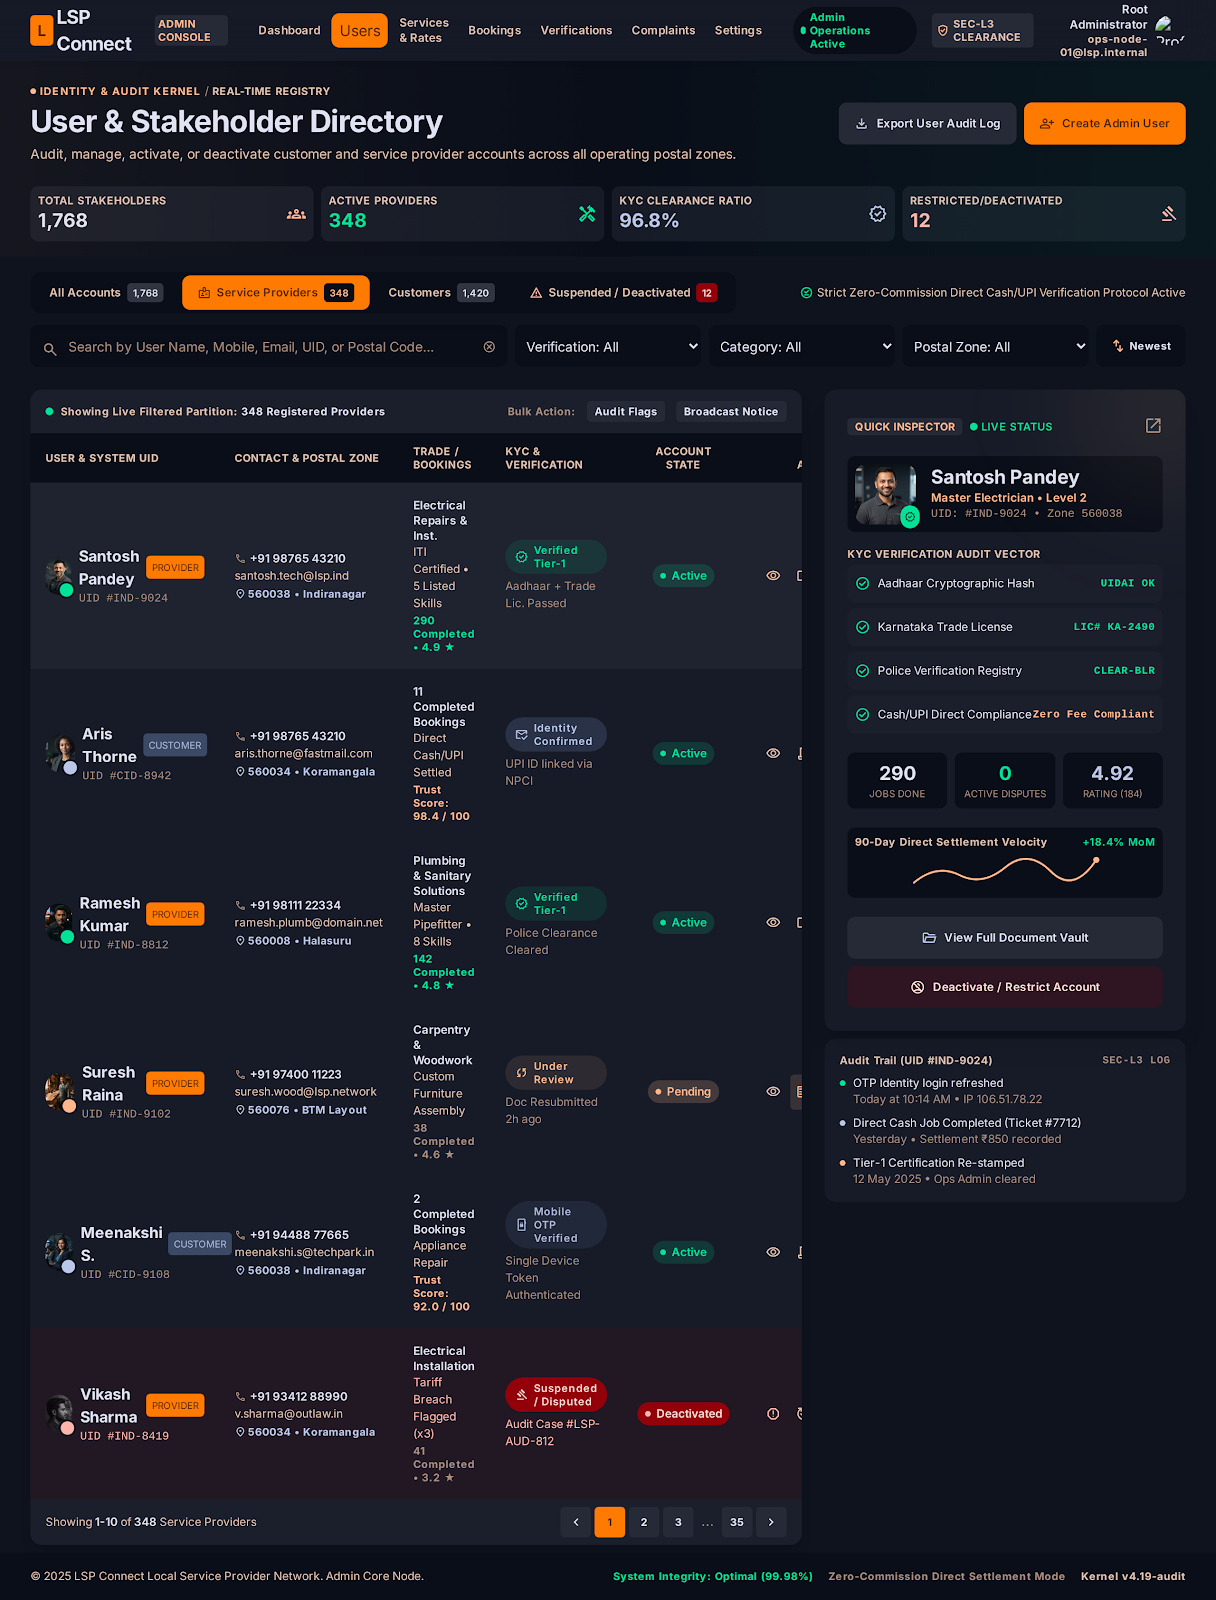 L
LSP Connect
ADMIN CONSOLE
Dashboard
Users
Services & Rates
Bookings
Verifications
Complaints
Settings
Admin Operations Active
SEC-L3 CLEARANCE
Root Administrator
ops-node-01@lsp.internal
IDENTITY & AUDIT KERNEL / REAL-TIME REGISTRY
User & Stakeholder Directory
Audit, manage, activate, or deactivate customer and service provider accounts across all operating postal zones.
Export User Audit Log
Create Admin User
TOTAL STAKEHOLDERS
1,768
ACTIVE PROVIDERS
348
KYC CLEARANCE RATIO
96.8%
RESTRICTED/DEACTIVATED
12
All Accounts 1,768
Service Providers 348
Customers 1,420
Suspended / Deactivated 12
Strict Zero-Commission Direct Cash/UPI Verification Protocol Active
Search by User Name, Mobile, Email, UID, or Postal Code...
Verification: All
Category: All
Postal Zone: All
Newest
Showing Live Filtered Partition: 348 Registered Providers
Bulk Action:
Audit Flags
Broadcast Notice
USER & SYSTEM UID
CONTACT & POSTAL ZONE
TRADE / BOOKINGS
KYC & VERIFICATION
ACCOUNT STATE
Santosh Pandey
PROVIDER
UID #IND-9024
+91 98765 43210
santosh.tech@lsp.ind
560038 • Indiranagar
Electrical Repairs & Inst.
ITI Certified • 5 Listed Skills
290 Completed • 4.9 ★
Verified Tier-1
Aadhaar + Trade Lic. Passed
Active
Aris Thorne
CUSTOMER
UID #CID-8942
+91 98765 43210
aris.thorne@fastmail.com
560034 • Koramangala
11 Completed Bookings
Direct Cash/UPI Settled
Trust Score: 98.4 / 100
Identity Confirmed
UPI ID linked via NPCI
Active
Ramesh Kumar
PROVIDER
UID #IND-8812
+91 98111 22334
ramesh.plumb@domain.net
560008 • Halasuru
Plumbing & Sanitary Solutions
Master Pipefitter • 8 Skills
142 Completed • 4.8 ★
Verified Tier-1
Police Clearance Cleared
Active
Suresh Raina
PROVIDER
UID #IND-9102
+91 97400 11223
suresh.wood@lsp.network
560076 • BTM Layout
Carpentry & Woodwork
Custom Furniture Assembly
38 Completed • 4.6 ★
Under Review
Doc Resubmitted 2h ago
Pending
Meenakshi S.
CUSTOMER
UID #CID-9108
+91 94488 77665
meenakshi.s@techpark.in
560038 • Indiranagar
2 Completed Bookings
Appliance Repair
Trust Score: 92.0 / 100
Mobile OTP Verified
Single Device Token Authenticated
Active
Vikash Sharma
PROVIDER
UID #IND-8419
+91 93412 88990
v.sharma@outlaw.in
560034 • Koramangala
Electrical Installation
Tariff Breach Flagged (x3)
41 Completed • 3.2 ★
Suspended / Disputed
Audit Case #LSP-AUD-812
Deactivated
Showing 1-10 of 348 Service Providers
1
2
3
...
35
QUICK INSPECTOR
LIVE STATUS
Santosh Pandey
Master Electrician • Level 2
UID: #IND-9024 • Zone 560038
KYC VERIFICATION AUDIT VECTOR
Aadhaar Cryptographic Hash UIDAI OK
Karnataka Trade License LIC# KA-2490
Police Verification Registry CLEAR-BLR
Cash/UPI Direct Compliance Zero Fee Compliant
290
JOBS DONE
0
ACTIVE DISPUTES
4.92
RATING (184)
90-Day Direct Settlement Velocity +18.4% MoM
View Full Document Vault
Deactivate / Restrict Account
Audit Trail (UID #IND-9024) SEC-L3 LOG
OTP Identity login refreshed
Today at 10:14 AM • IP 106.51.78.22
Direct Cash Job Completed (Ticket #7712)
Yesterday • Settlement ₹850 recorded
Tier-1 Certification Re-stamped
12 May 2025 • Ops Admin cleared
© 2025 LSP Connect Local Service Provider Network. Admin Core Node.
System Integrity: Optimal (99.98%)
Zero-Commission Direct Settlement Mode
Kernel v4.19-audit